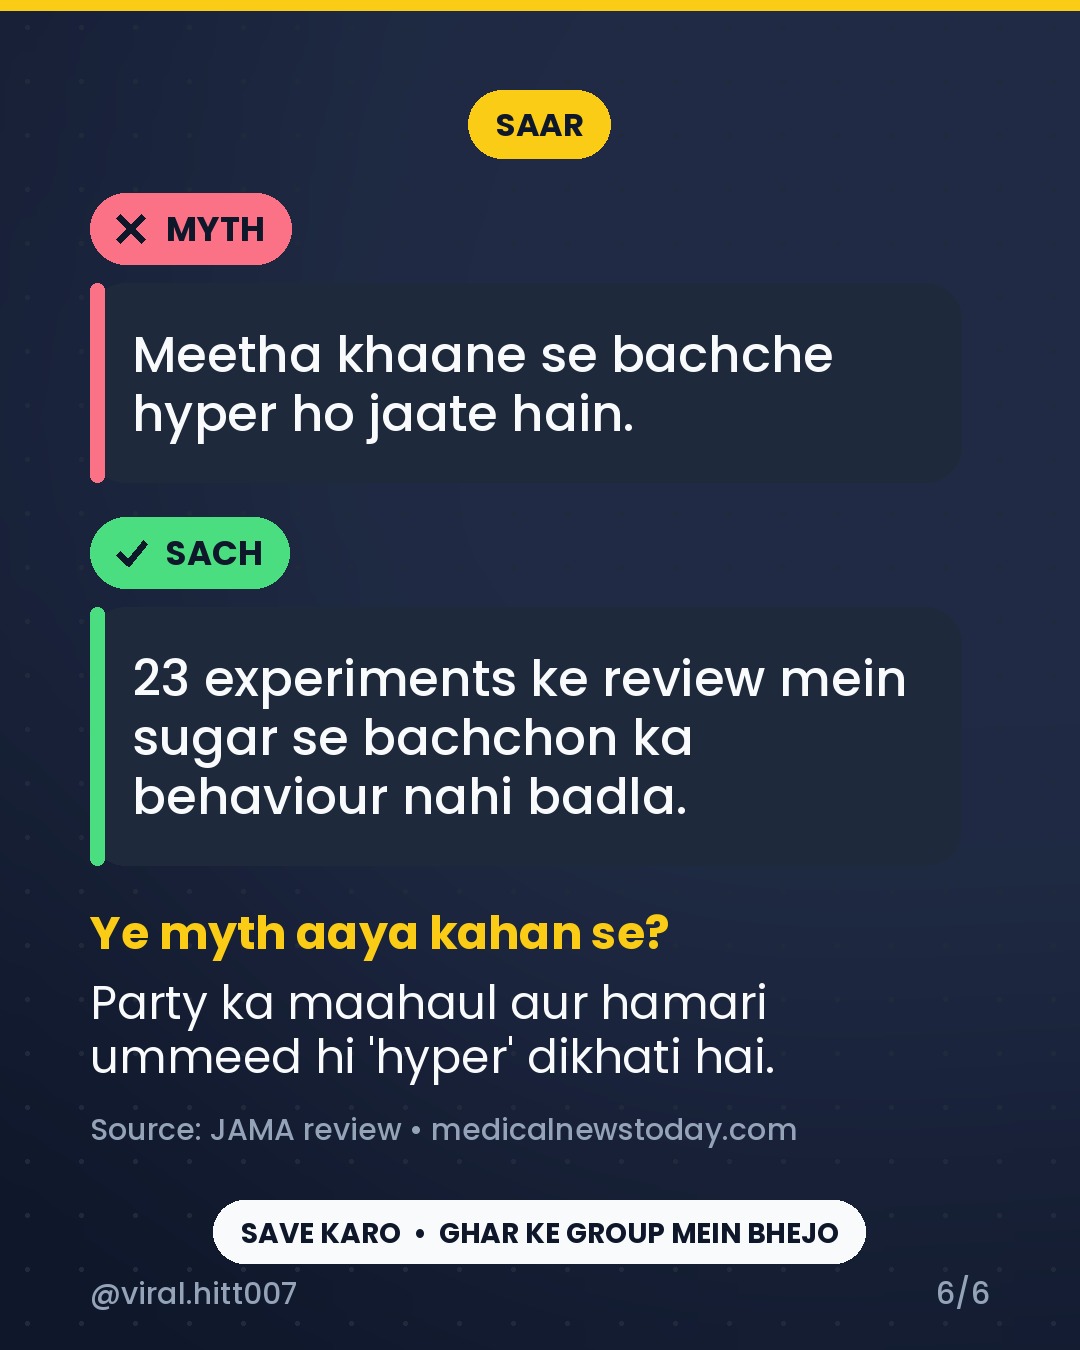 SAAR
MYTH
Meetha khaane se bachche
hyper ho jaate hain.
SACH
23 experiments ke review mein
sugar se bachchon ka
behaviour nahi badla.
Ye myth aaya kahan se?
Party ka maahaul aur hamari
ummeed hi 'hyper' dikhati hai.
Source: JAMA review • medicalnewstoday.com
SAVE KARO • GHAR KE GROUP MEIN BHEJO
@viral.hitt007
6/6